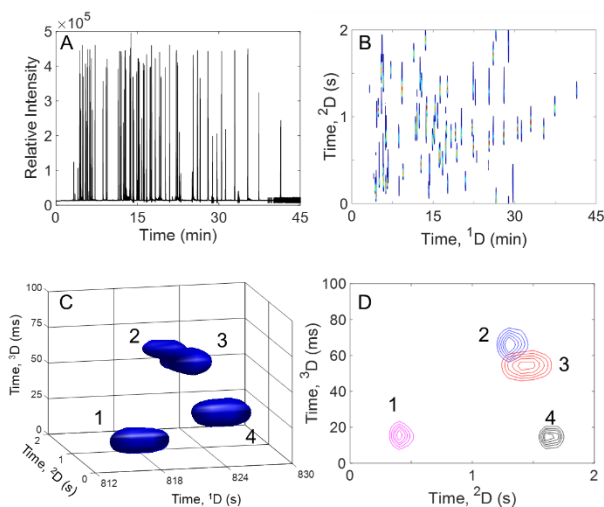 A
5 ×10⁵
4
3
2
1
0
Relative Intensity
0 15 30 45
Time (min)
B
2
1
0
Time, ²D (s)
0 15 30 45
Time, ¹D (min)
C
100
75
50
25
0
Time, ³D (ms)
2
1
0
Time, ²D (s)
812 818 824 830
Time, ¹D (s)
1
2
3
4
D
100
80
60
40
20
0
Time, ³D (ms)
0 1 2
Time, ²D (s)
1
2
3
4